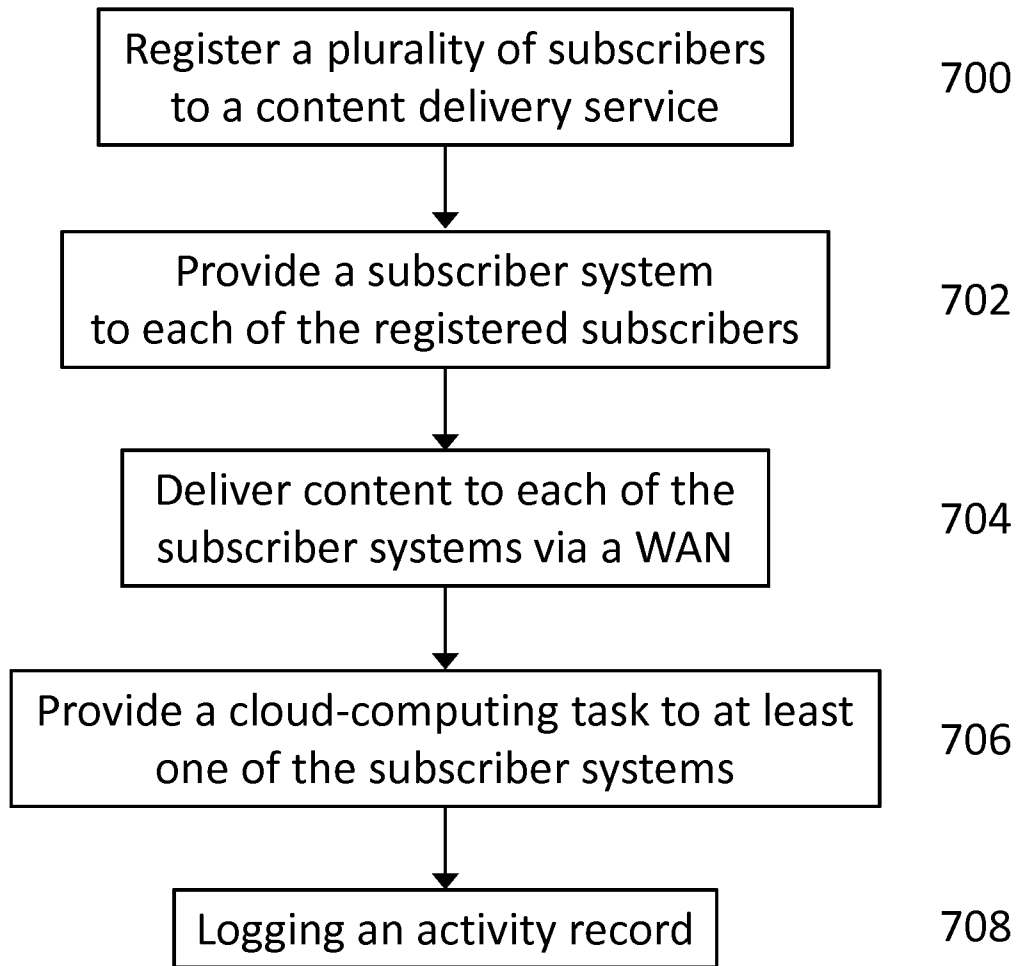 Register a plurality of subscribers
to a content delivery service
700
Provide a subscriber system
to each of the registered subscribers
702
Deliver content to each of the
subscriber systems via a WAN
704
Provide a cloud-computing task to at least
one of the subscriber systems
706
Logging an activity record
708